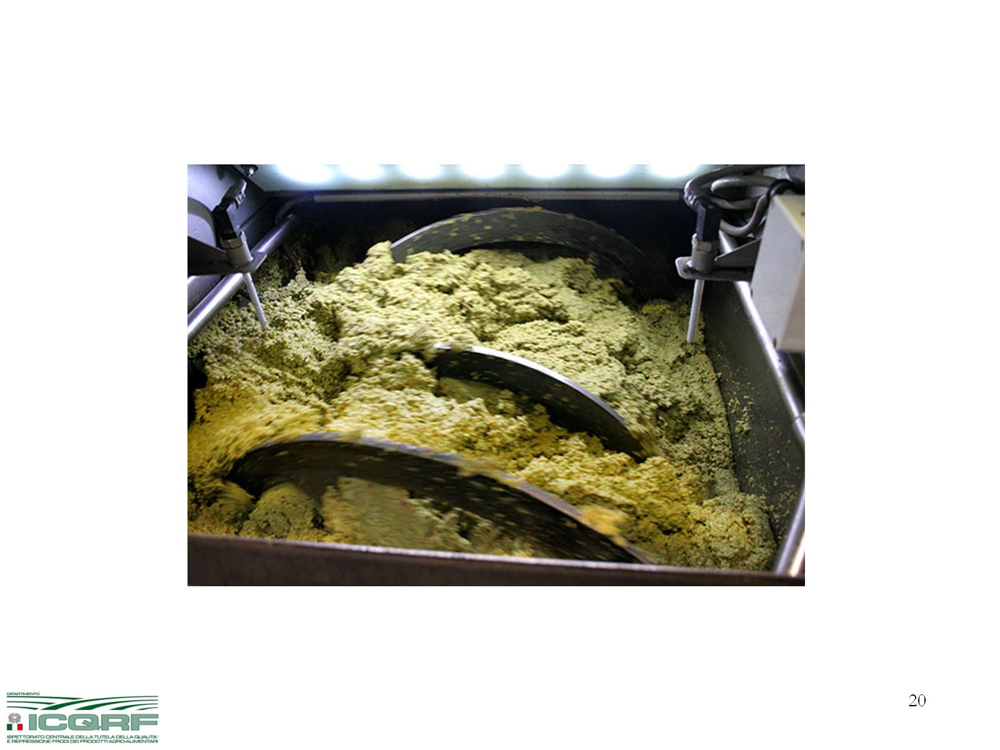 20
DIPARTIMENTO
ICQRF
ISPETTORATO CENTRALE DELLA TUTELA DELLA QUALITA'
E REPRESSIONE FRODI DEI PRODOTTI AGRO-ALIMENTARI